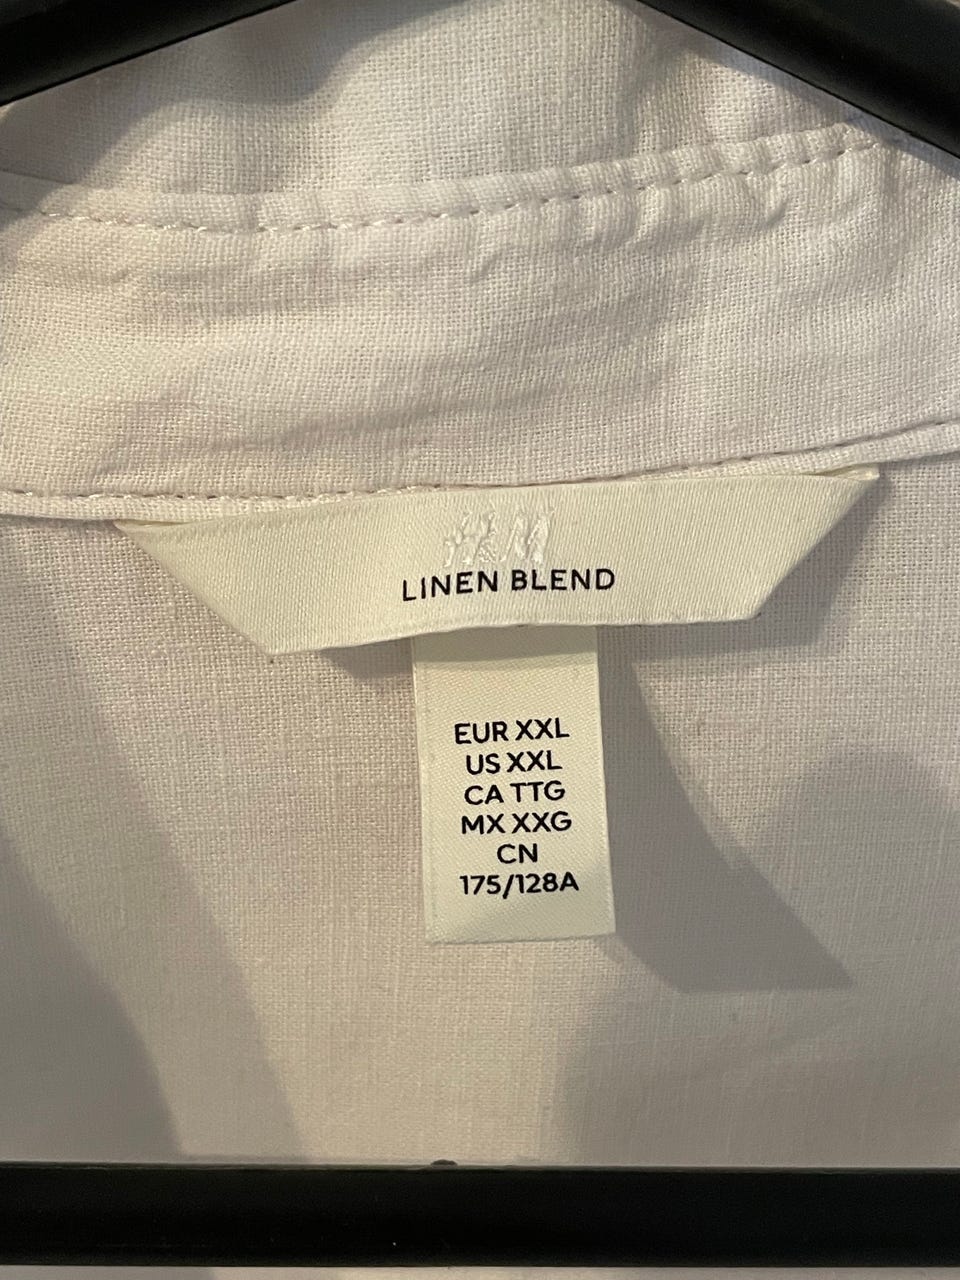 H&M
LINEN BLEND
EUR XXL
US XXL
CA TTG
MX XXG
CN
175/128A